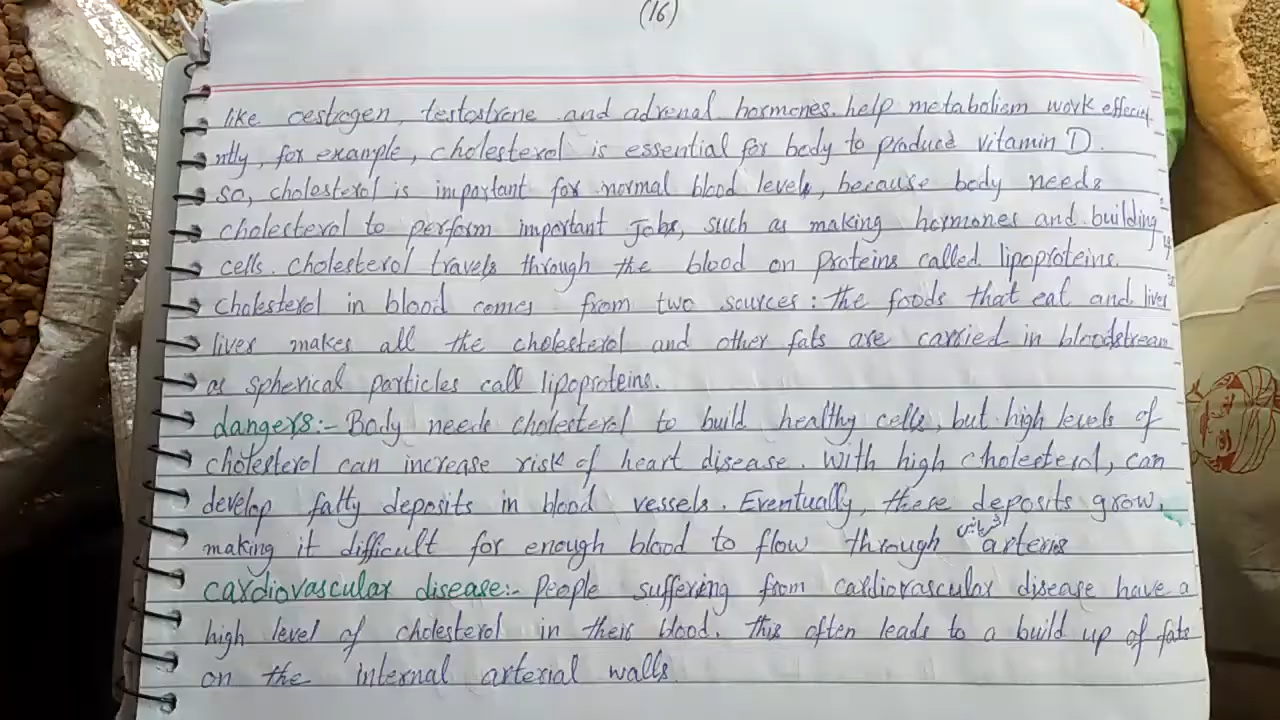 (16)
like oestrogen, testostrene and adrenal hormones. help metabolism work efficie
ntly, for example, cholesterol is essential for body to produce vitamin D.
so, cholesterol is important for normal blood levels, because body needs
cholesterol to perform important Jobs, such as making hormones and building
cells. cholesterol travels through the blood on proteins called lipoproteins.
cholesterol in blood comes from two sources: the foods that eat and liver
liver makes all the cholesterol and other fats are carried in bloodstream
as spherical particles call lipoproteins.
dangers:- Body needs cholesterol to build healthy cells, but high levels of
cholesterol can increase risk of heart disease. With high cholesterol, can
develop fatty deposits in blood vessels. Eventually, these deposits grow,
making it difficult for enough blood to flow through arteris
cardiovascular disease:- People suffering from cardiovascular disease have a
high level of cholesterol in their blood. this often leads to a build up of fats
on the internal arterial walls